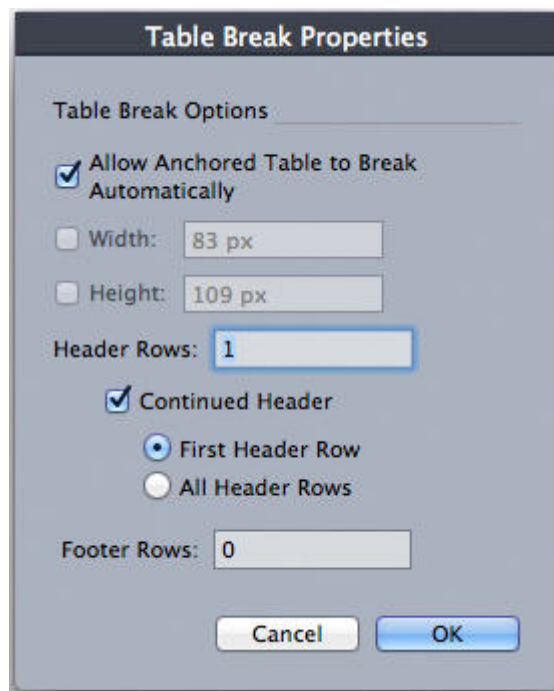 Table Break Properties
Table Break Options
Allow Anchored Table to Break
Automatically
Width: 83 px
Height: 109 px
Header Rows: 1
Continued Header
First Header Row
All Header Rows
Footer Rows: 0
Cancel OK